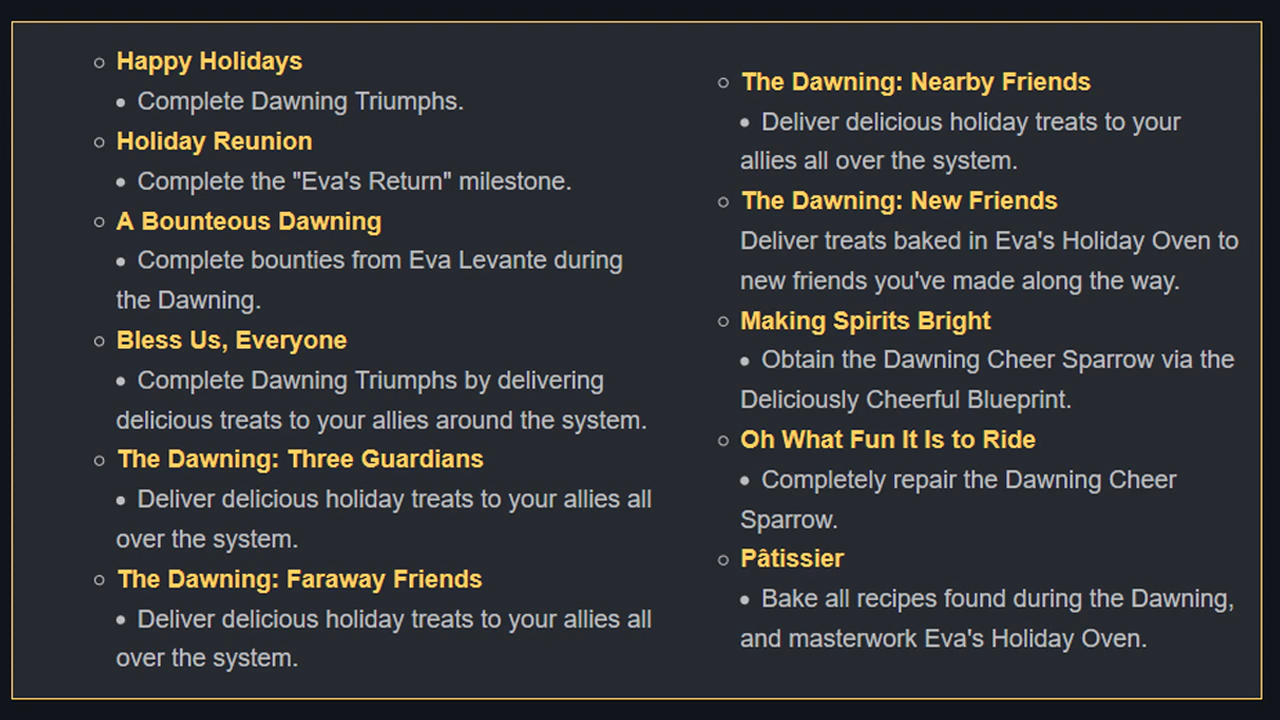 Happy Holidays
Complete Dawning Triumphs.
Holiday Reunion
Complete the "Eva's Return" milestone.
A Bounteous Dawning
Complete bounties from Eva Levante during
the Dawning.
Bless Us, Everyone
Complete Dawning Triumphs by delivering
delicious treats to your allies around the system.
The Dawning: Three Guardians
Deliver delicious holiday treats to your allies all
over the system.
The Dawning: Faraway Friends
Deliver delicious holiday treats to your allies all
over the system.
The Dawning: Nearby Friends
Deliver delicious holiday treats to your
allies all over the system.
The Dawning: New Friends
Deliver treats baked in Eva's Holiday Oven to
new friends you've made along the way.
Making Spirits Bright
Obtain the Dawning Cheer Sparrow via the
Deliciously Cheerful Blueprint.
Oh What Fun It Is to Ride
Completely repair the Dawning Cheer
Sparrow.
Pâtissier
Bake all recipes found during the Dawning,
and masterwork Eva's Holiday Oven.